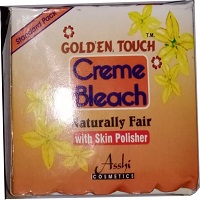 Standard Pack
GOLD'EN, TOUCH TM
Creme
Bleach
Naturally Fair
with Skin Polisher
Asshi
COSMETICS